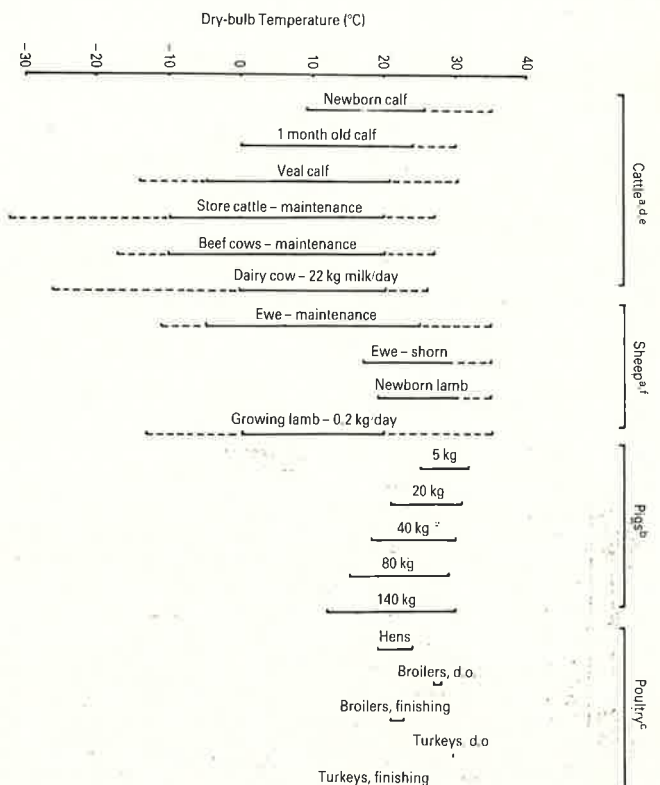 Dry-bulb Temperature (°C)
−30
−20
−10
0
10
20
30
40
Newborn calf
1 month old calf
Veal calf
Store cattle – maintenance
Beef cows – maintenance
Dairy cow – 22 kg milk/day
Cattle a,d,e
Ewe – maintenance
Ewe – shorn
Newborn lamb
Growing lamb – 0.2 kg/day
Sheep a,f
5 kg
20 kg
40 kg
80 kg
140 kg
Pigs b
Hens
Broilers, d.o.
Broilers, finishing
Turkeys, d.o
Turkeys, finishing
Poultry c